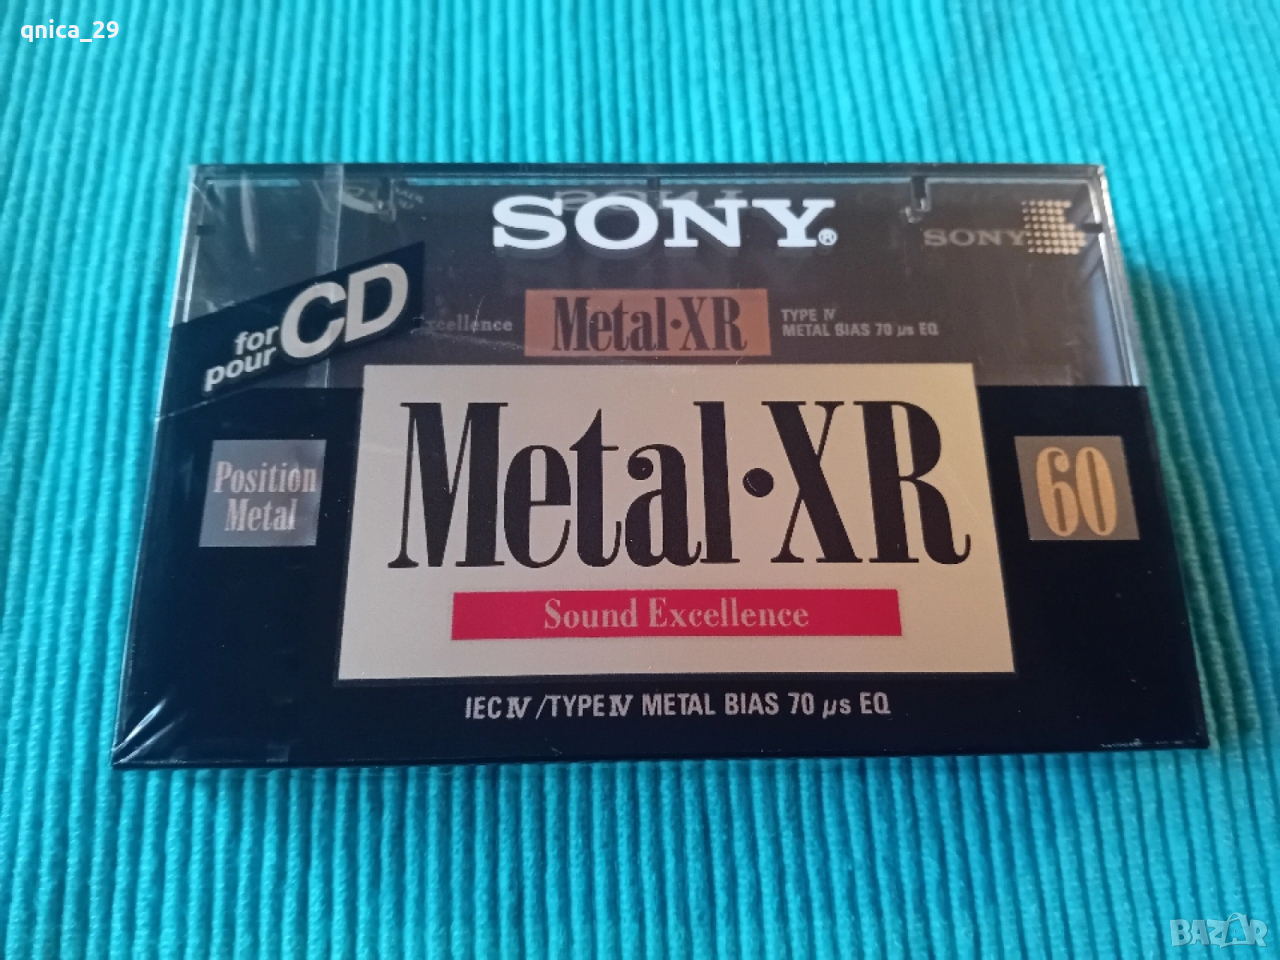 qnica_29
SONY®
SONY
for CD
pour
Excellence
Metal·XR
TYPE IV
METAL BIAS 70 µs EQ
Metal·XR
Position
Metal
60
Sound Excellence
IEC IV/TYPE IV METAL BIAS 70 µs EQ
BAZAR